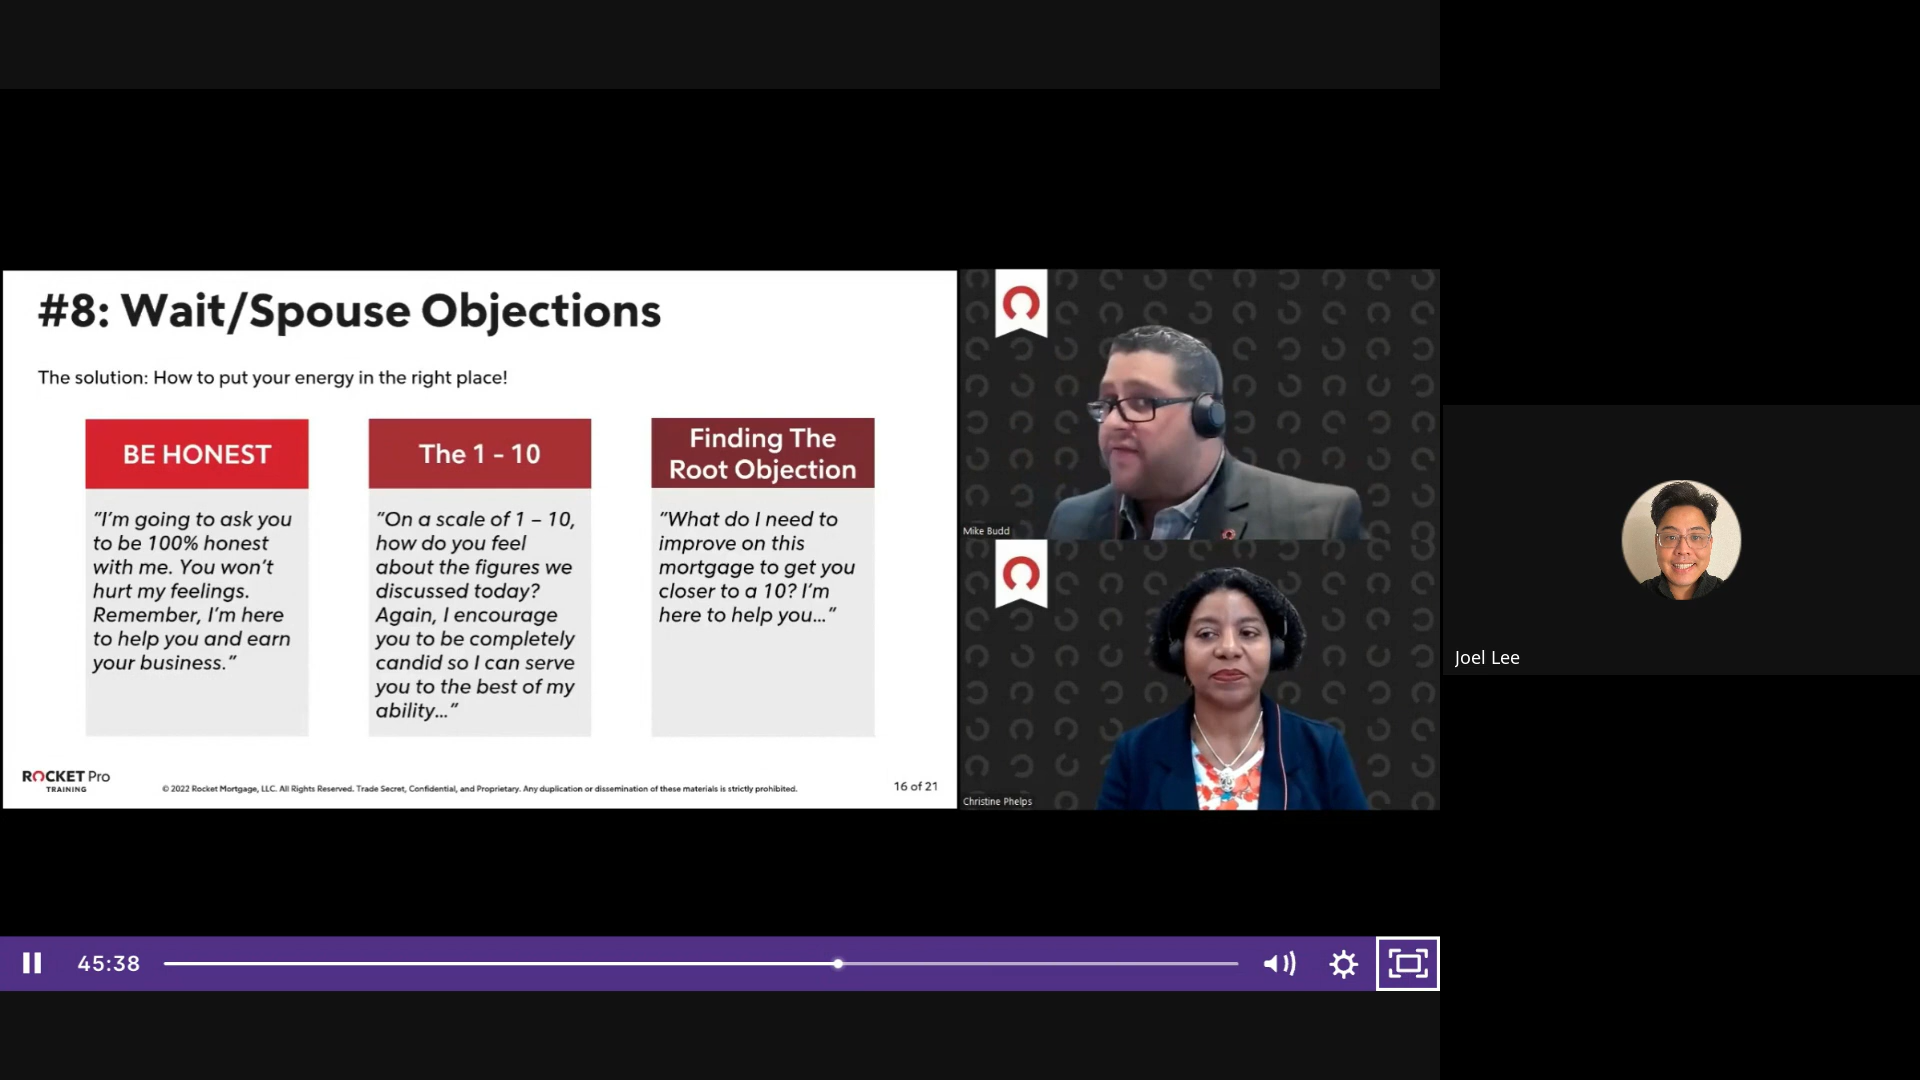 #8: Wait/Spouse Objections
The solution: How to put your energy in the right place!
BE HONEST
"I'm going to ask you
to be 100% honest
with me. You won't
hurt my feelings.
Remember, I'm here
to help you and earn
your business."
The 1 – 10
"On a scale of 1 – 10,
how do you feel
about the figures we
discussed today?
Again, I encourage
you to be completely
candid so I can serve
you to the best of my
ability…"
Finding The
Root Objection
"What do I need to
improve on this
mortgage to get you
closer to a 10? I'm
here to help you…"
ROCKET Pro
TRAINING
© 2022 Rocket Mortgage, LLC. All Rights Reserved. Trade Secret, Confidential, and Proprietary. Any duplication or dissemination of these materials is strictly prohibited.
16 of 21
Mike Budd
Christine Phelps
Joel Lee
45:38